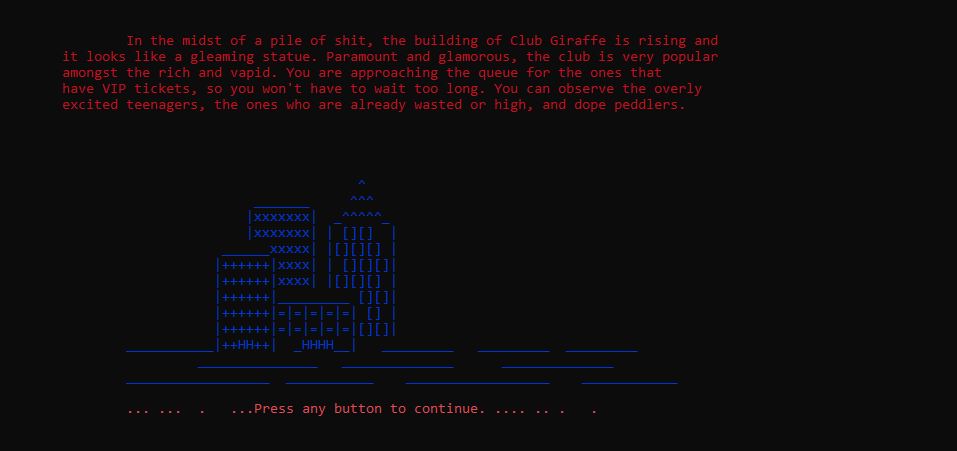 In the midst of a pile of shit, the building of Club Giraffe is rising and
it looks like a gleaming statue. Paramount and glamorous, the club is very popular
amongst the rich and vapid. You are approaching the queue for the ones that
have VIP tickets, so you won't have to wait too long. You can observe the overly
excited teenagers, the ones who are already wasted or high, and dope peddlers.
... ... . ...Press any button to continue. .... .. . .